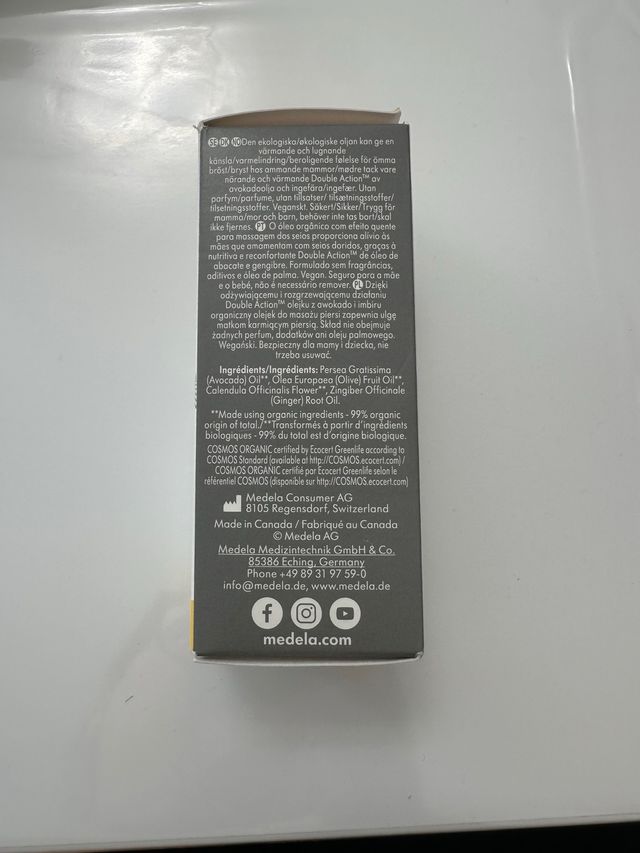 SE DK NO Den ekologiska/økologiske oljan kan ge en
värmande och lugnande
känsla/varmelindring/beroligende følelse för ömma
bröst/bryst hos ammande mammor/mødre tack vare
närande och värmande Double Action™ av
avokadoolja och ingefära/ingefær. Utan
parfym/parfume, utan tillsatser/ tilsætningsstoffer/
tilsetningsstoffer. Veganskt. Säkert/Sikker/Trygg för
mamma/mor och barn, behöver inte tas bort/skal
ikke fjernes. PT O óleo orgânico com efeito quente
para massagem dos seios proporciona alívio às
mães que amamentam com seios doridos, graças à
nutritiva e reconfortante Double Action™ de óleo de
abacate e gengibre. Formulado sem fragrâncias,
aditivos e óleo de palma. Vegan. Seguro para a mãe
e o bebé, não é necessário remover. PL Dzięki
odżywiającemu i rozgrzewającemu działaniu
Double Action™ olejku z awokado i imbiru
organiczny olejek do masażu piersi zapewnia ulgę
matkom karmiącym piersią. Skład nie obejmuje
żadnych perfum, dodatków ani oleju palmowego.
Wegański. Bezpieczny dla mamy i dziecka, nie
trzeba usuwać.
Ingrédients/Ingredients: Persea Gratissima
(Avocado) Oil**, Olea Europaea (Olive) Fruit Oil**,
Calendula Officinalis Flower**, Zingiber Officinale
(Ginger) Root Oil.
**Made using organic ingredients - 99% organic
origin of total./**Transformés à partir d'ingrédients
biologiques - 99% du total est d'origine biologique.
COSMOS ORGANIC certified by Ecocert Greenlife according to
COSMOS Standard (available at http://COSMOS.ecocert.com) /
COSMOS ORGANIC certifié par Ecocert Greenlife selon le
référentiel COSMOS (disponible sur http://COSMOS.ecocert.com)
Medela Consumer AG
8105 Regensdorf, Switzerland
Made in Canada / Fabriqué au Canada
© Medela AG
Medela Medizintechnik GmbH & Co.
85386 Eching, Germany
Phone +49 89 31 97 59-0
info@medela.de, www.medela.de
medela.com